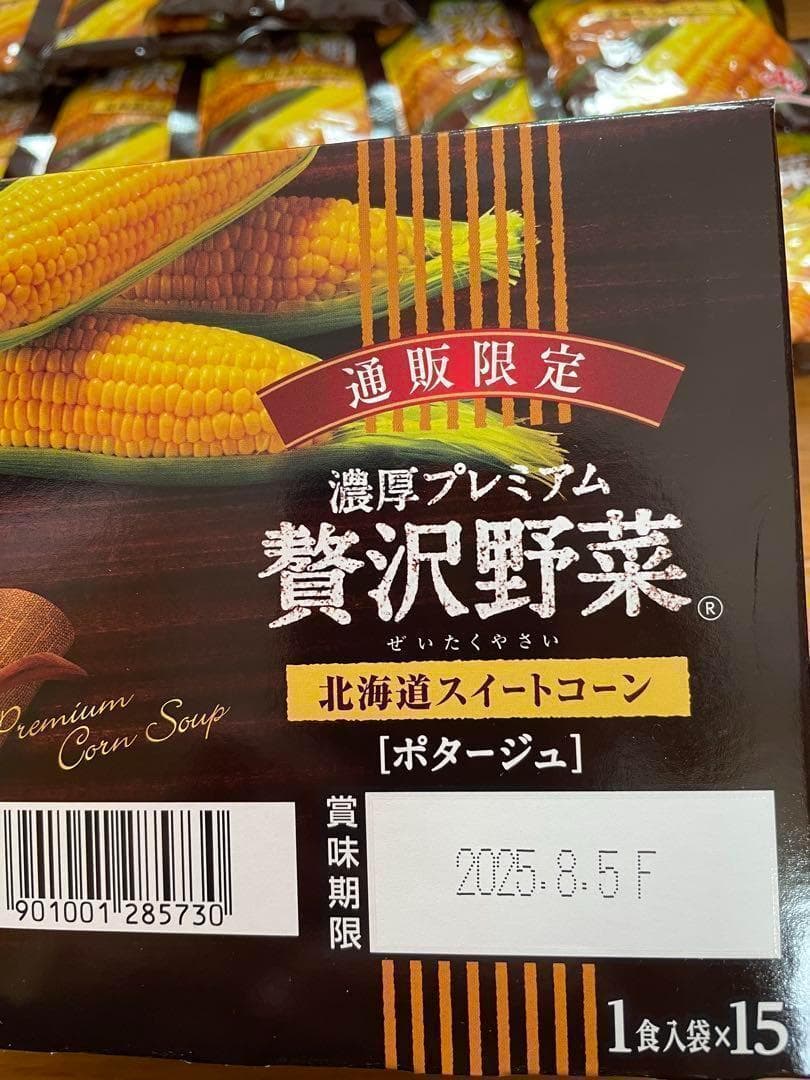 通販限定
濃厚プレミアム
贅沢野菜®
ぜいたくやさい
北海道スイートコーン
[ポタージュ]
Premium
Corn Soup
賞味期限
2025.8.5 F
901001 285730
1食入袋×15